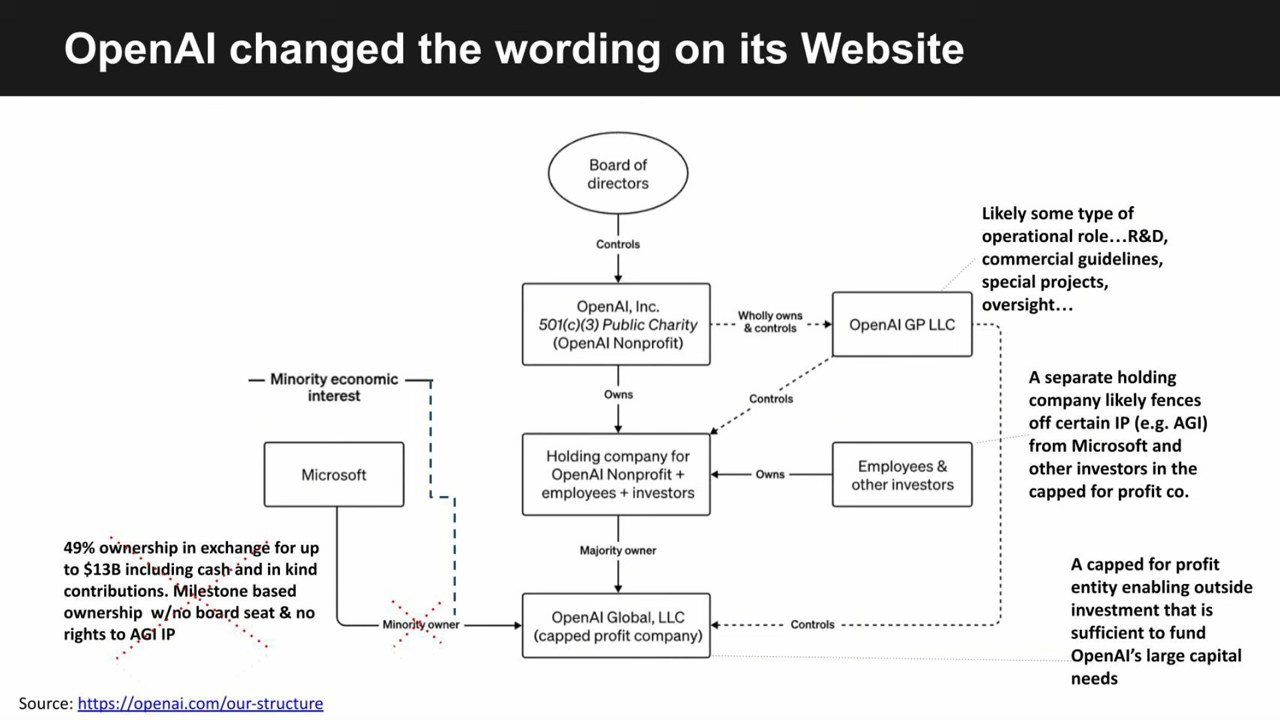 OpenAI changed the wording on its Website
Board of
directors
Controls
OpenAI, Inc.
501(c)(3) Public Charity
(OpenAI Nonprofit)
Wholly owns
& controls
OpenAI GP LLC
Likely some type of
operational role…R&D,
commercial guidelines,
special projects,
oversight…
Owns
Controls
Minority economic
interest
Microsoft
Holding company for
OpenAI Nonprofit +
employees + investors
Owns
Employees &
other investors
A separate holding
company likely fences
off certain IP (e.g. AGI)
from Microsoft and
other investors in the
capped for profit co.
Majority owner
49% ownership in exchange for up
to $13B including cash and in kind
contributions. Milestone based
ownership w/no board seat & no
rights to AGI IP
Minority owner
OpenAI Global, LLC
(capped profit company)
Controls
A capped for profit
entity enabling outside
investment that is
sufficient to fund
OpenAI's large capital
needs
Source: https://openai.com/our-structure